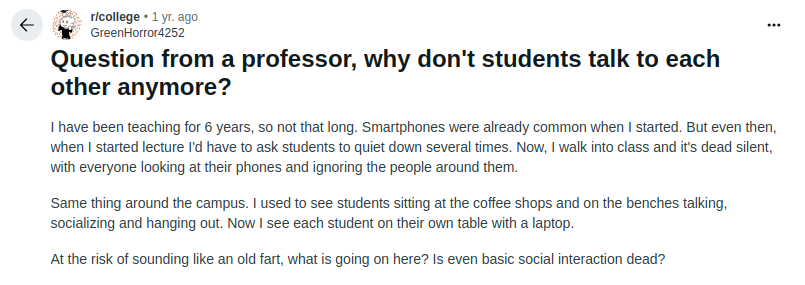 r/college • 1 yr. ago
GreenHorror4252
Question from a professor, why don't students talk to each
other anymore?
I have been teaching for 6 years, so not that long. Smartphones were already common when I started. But even then,
when I started lecture I'd have to ask students to quiet down several times. Now, I walk into class and it's dead silent,
with everyone looking at their phones and ignoring the people around them.
Same thing around the campus. I used to see students sitting at the coffee shops and on the benches talking,
socializing and hanging out. Now I see each student on their own table with a laptop.
At the risk of sounding like an old fart, what is going on here? Is even basic social interaction dead?